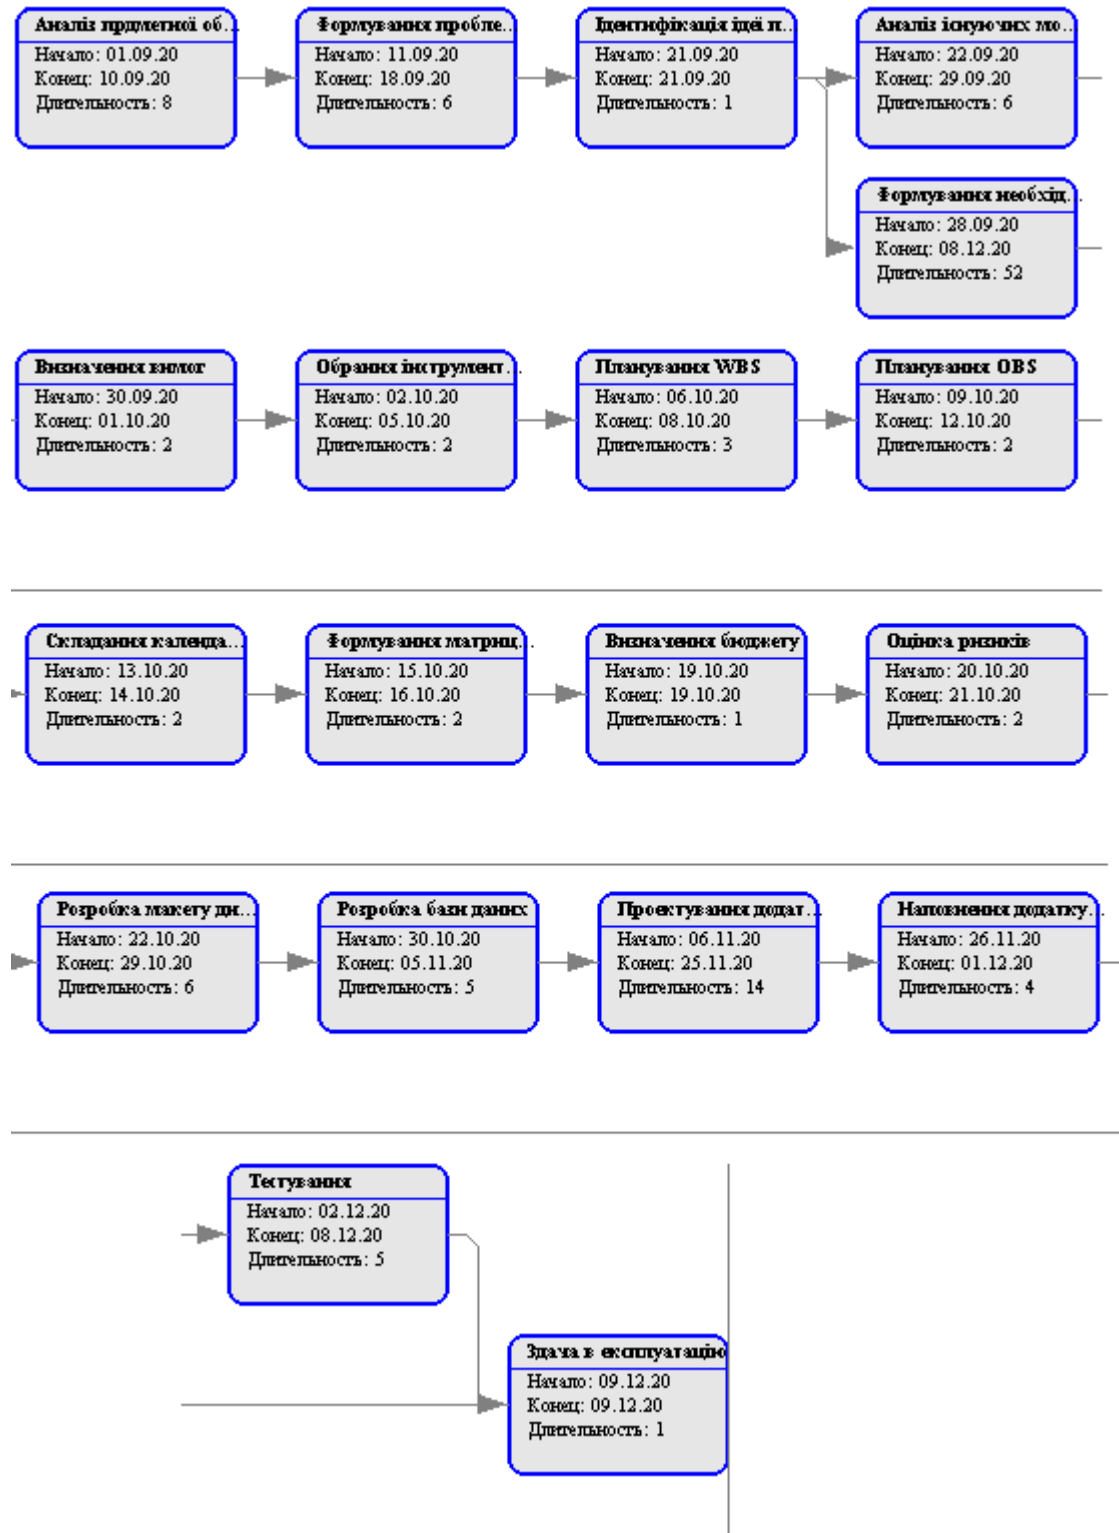 Аналіз прдметної об...
Начало: 01.09.20
Конец: 10.09.20
Длительность: 8
Формування пробле...
Начало: 11.09.20
Конец: 18.09.20
Длительность: 6
Ідентифікація ідеї п...
Начало: 21.09.20
Конец: 21.09.20
Длительность: 1
Аналіз існуючих мо...
Начало: 22.09.20
Конец: 29.09.20
Длительность: 6
Формування необхід...
Начало: 28.09.20
Конец: 08.12.20
Длительность: 52
Визначення вимог
Начало: 30.09.20
Конец: 01.10.20
Длительность: 2
Обрання інструмент...
Начало: 02.10.20
Конец: 05.10.20
Длительность: 2
Планування WBS
Начало: 06.10.20
Конец: 08.10.20
Длительность: 3
Планування OBS
Начало: 09.10.20
Конец: 12.10.20
Длительность: 2
Складання календа...
Начало: 13.10.20
Конец: 14.10.20
Длительность: 2
Формування матриц...
Начало: 15.10.20
Конец: 16.10.20
Длительность: 2
Визначення бюджету
Начало: 19.10.20
Конец: 19.10.20
Длительность: 1
Оцінка ризиків
Начало: 20.10.20
Конец: 21.10.20
Длительность: 2
Розробка макету ди...
Начало: 22.10.20
Конец: 29.10.20
Длительность: 6
Розробка бази даних
Начало: 30.10.20
Конец: 05.11.20
Длительность: 5
Проектування додат...
Начало: 06.11.20
Конец: 25.11.20
Длительность: 14
Наповнення додатку...
Начало: 26.11.20
Конец: 01.12.20
Длительность: 4
Тестування
Начало: 02.12.20
Конец: 08.12.20
Длительность: 5
Здача в експлуатацію
Начало: 09.12.20
Конец: 09.12.20
Длительность: 1